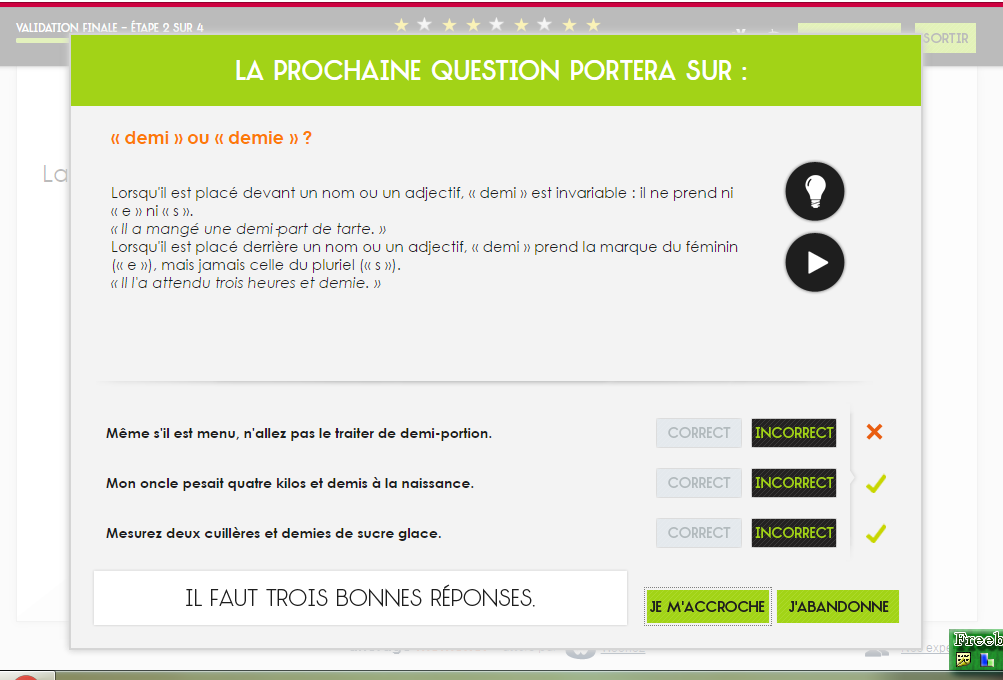 VALIDATION FINALE – ÉTAPE 2 SUR 4
SORTIR
LA PROCHAINE QUESTION PORTERA SUR :
La
« demi » ou « demie » ?
Lorsqu'il est placé devant un nom ou un adjectif, « demi » est invariable : il ne prend ni
« e » ni « s ».
« Il a mangé une demi-part de tarte. »
Lorsqu'il est placé derrière un nom ou un adjectif, « demi » prend la marque du féminin
(« e »), mais jamais celle du pluriel (« s »).
« Il l'a attendu trois heures et demie. »
Même s'il est menu, n'allez pas le traiter de demi-portion.
CORRECT
INCORRECT
Mon oncle pesait quatre kilos et demis à la naissance.
CORRECT
INCORRECT
Mesurez deux cuillères et demies de sucre glace.
CORRECT
INCORRECT
IL FAUT TROIS BONNES RÉPONSES.
JE M'ACCROCHE
J'ABANDONNE
Freeb